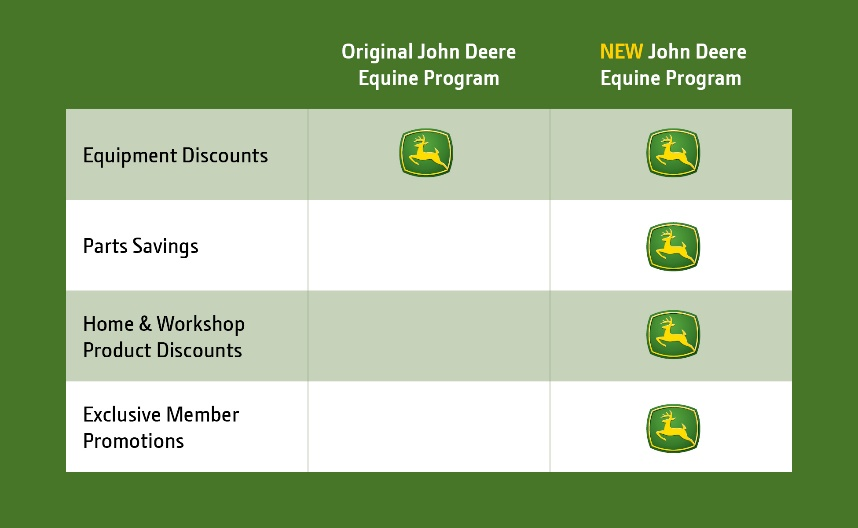 Original John Deere
Equine Program
NEW John Deere
Equine Program
Equipment Discounts
Parts Savings
Home & Workshop
Product Discounts
Exclusive Member
Promotions